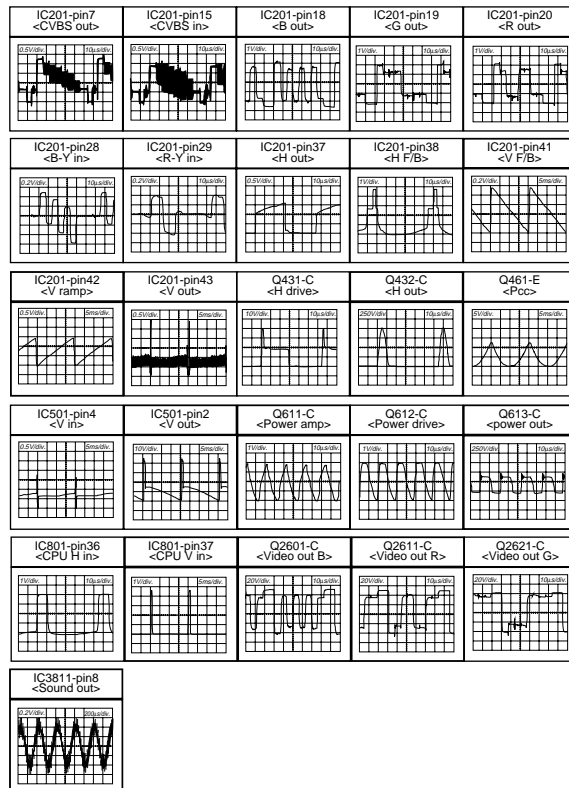 IC201-pin7
<CVBS out>
0.5V/div. 10µs/div.
IC201-pin15
<CVBS in>
0.5V/div. 10µs/div.
IC201-pin18
<B out>
1V/div. 10µs/div.
IC201-pin19
<G out>
1V/div. 10µs/div.
IC201-pin20
<R out>
1V/div. 10µs/div.
IC201-pin28
<B-Y in>
0.2V/div. 10µs/div.
IC201-pin29
<R-Y in>
0.2V/div. 10µs/div.
IC201-pin37
<H out>
0.5V/div. 10µs/div.
IC201-pin38
<H F/B>
1V/div. 10µs/div.
IC201-pin41
<V F/B>
0.2V/div. 5ms/div.
IC201-pin42
<V ramp>
0.5V/div. 5ms/div.
IC201-pin43
<V out>
0.5V/div. 5ms/div.
Q431-C
<H drive>
10V/div. 10µs/div.
Q432-C
<H out>
250V/div. 10µs/div.
Q461-E
<Pcc>
5V/div. 5ms/div.
IC501-pin4
<V in>
0.5V/div. 5ms/div.
IC501-pin2
<V out>
10V/div. 5ms/div.
Q611-C
<Power amp>
1V/div. 10µs/div.
Q612-C
<Power drive>
1V/div. 10µs/div.
Q613-C
<power out>
250V/div. 10µs/div.
IC801-pin36
<CPU H in>
1V/div. 10µs/div.
IC801-pin37
<CPU V in>
1V/div. 5ms/div.
Q2601-C
<Video out B>
20V/div. 10µs/div.
Q2611-C
<Video out R>
20V/div. 10µs/div.
Q2621-C
<Video out G>
20V/div. 10µs/div.
IC3811-pin8
<Sound out>
0.2V/div. 200µs/div.